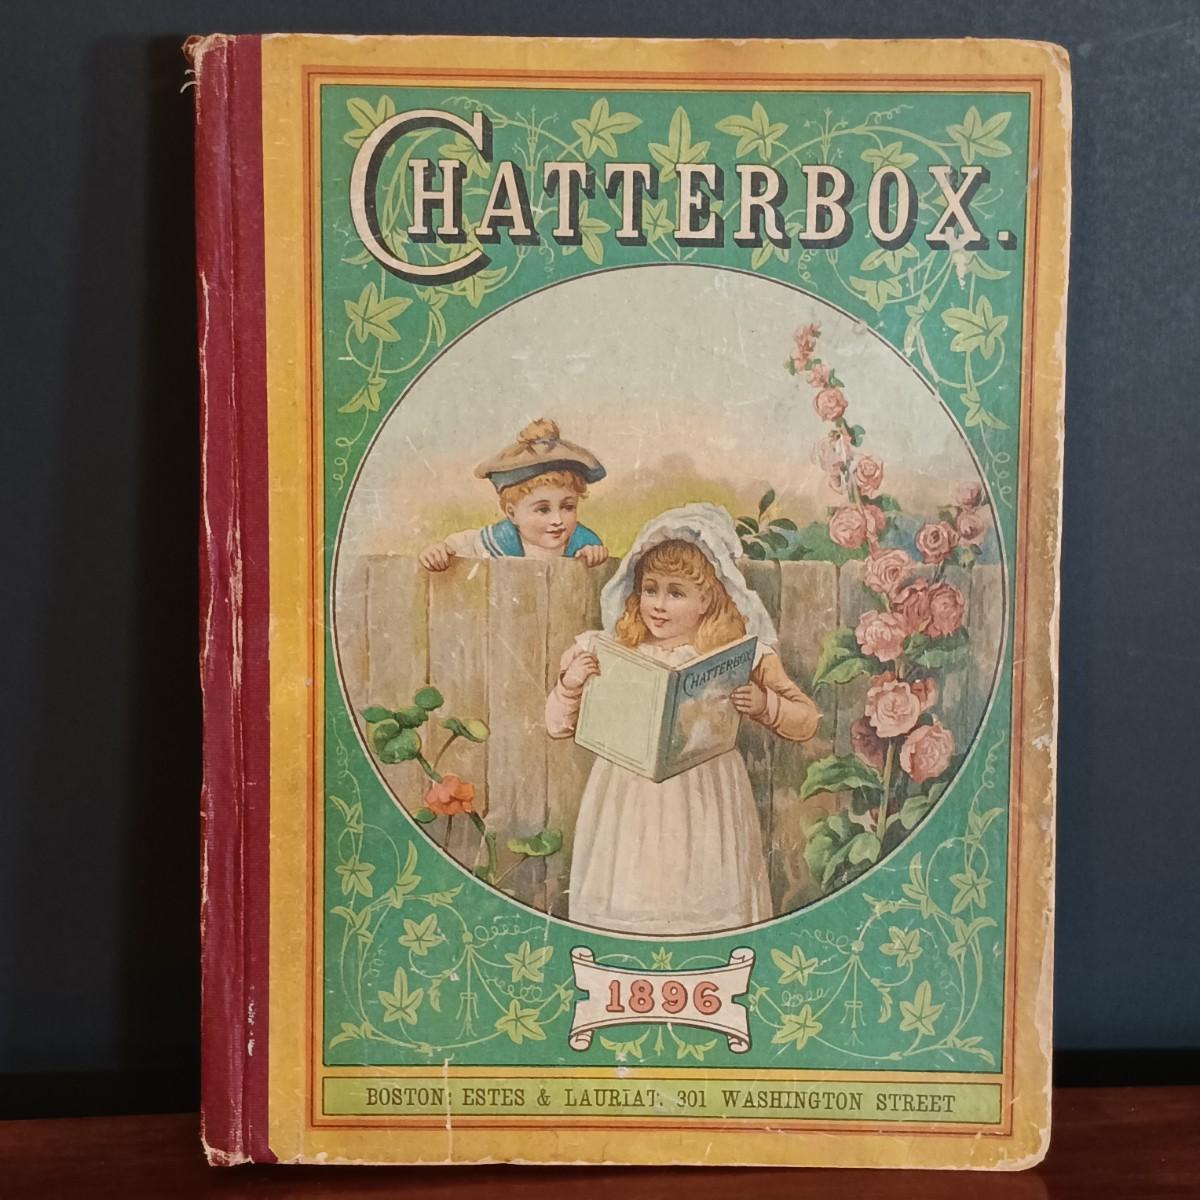 CHATTERBOX.
CHATTERBOX
1896
BOSTON: ESTES & LAURIAT. 301 WASHINGTON STREET